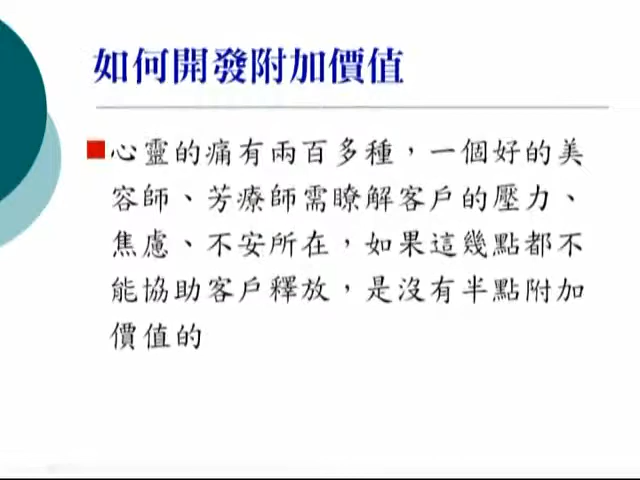 如何開發附加價值
心靈的痛有兩百多種，一個好的美
容師、芳療師需瞭解客戶的壓力、
焦慮、不安所在，如果這幾點都不
能協助客戶釋放，是沒有半點附加
價值的